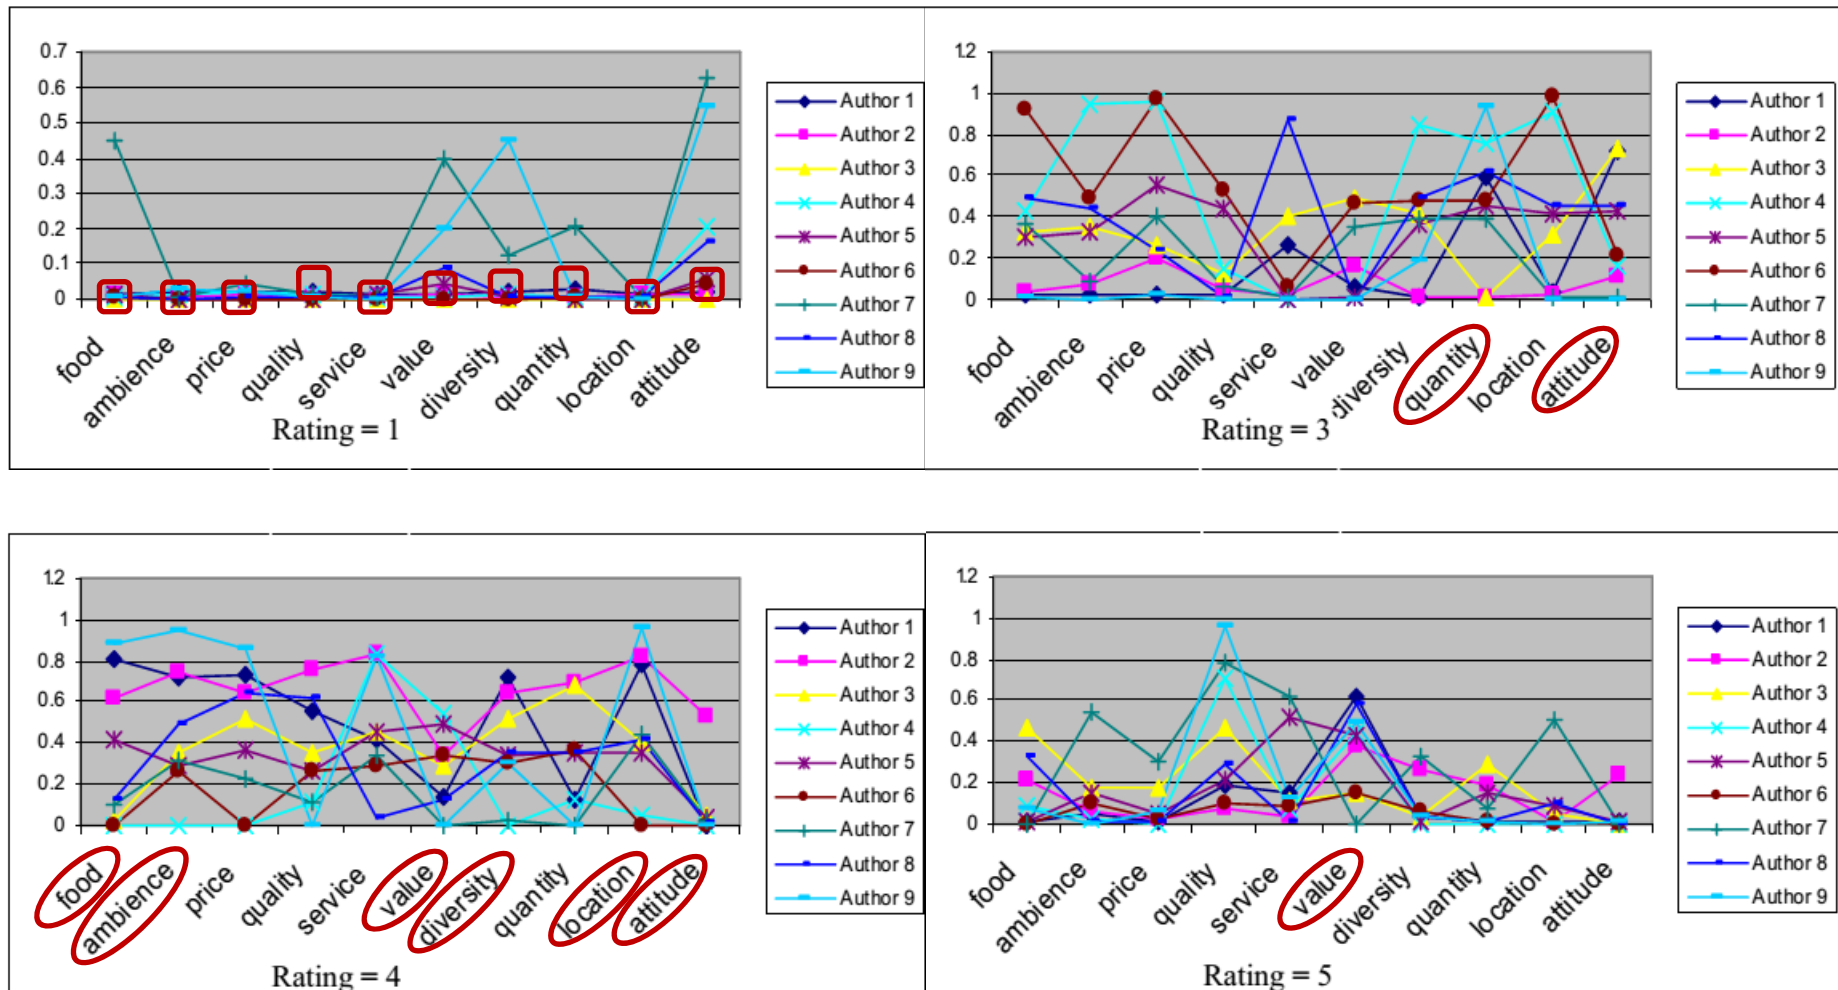 0.7
0.6
0.5
0.4
0.3
0.2
0.1
0
food
ambience
price
quality
service
value
diversity
quantity
location
attitude
Author 1
Author 2
Author 3
Author 4
Author 5
Author 6
Author 7
Author 8
Author 9
Rating = 1
1.2
1
0.8
0.6
0.4
0.2
0
food
ambience
price
quality
service
value
diversity
quantity
location
attitude
Author 1
Author 2
Author 3
Author 4
Author 5
Author 6
Author 7
Author 8
Author 9
Rating = 3
1.2
1
0.8
0.6
0.4
0.2
0
food
ambience
price
quality
service
value
diversity
quantity
location
attitude
Author 1
Author 2
Author 3
Author 4
Author 5
Author 6
Author 7
Author 8
Author 9
Rating = 4
1.2
1
0.8
0.6
0.4
0.2
0
food
ambience
price
quality
service
value
diversity
quantity
location
attitude
Author 1
Author 2
Author 3
Author 4
Author 5
Author 6
Author 7
Author 8
Author 9
Rating = 5